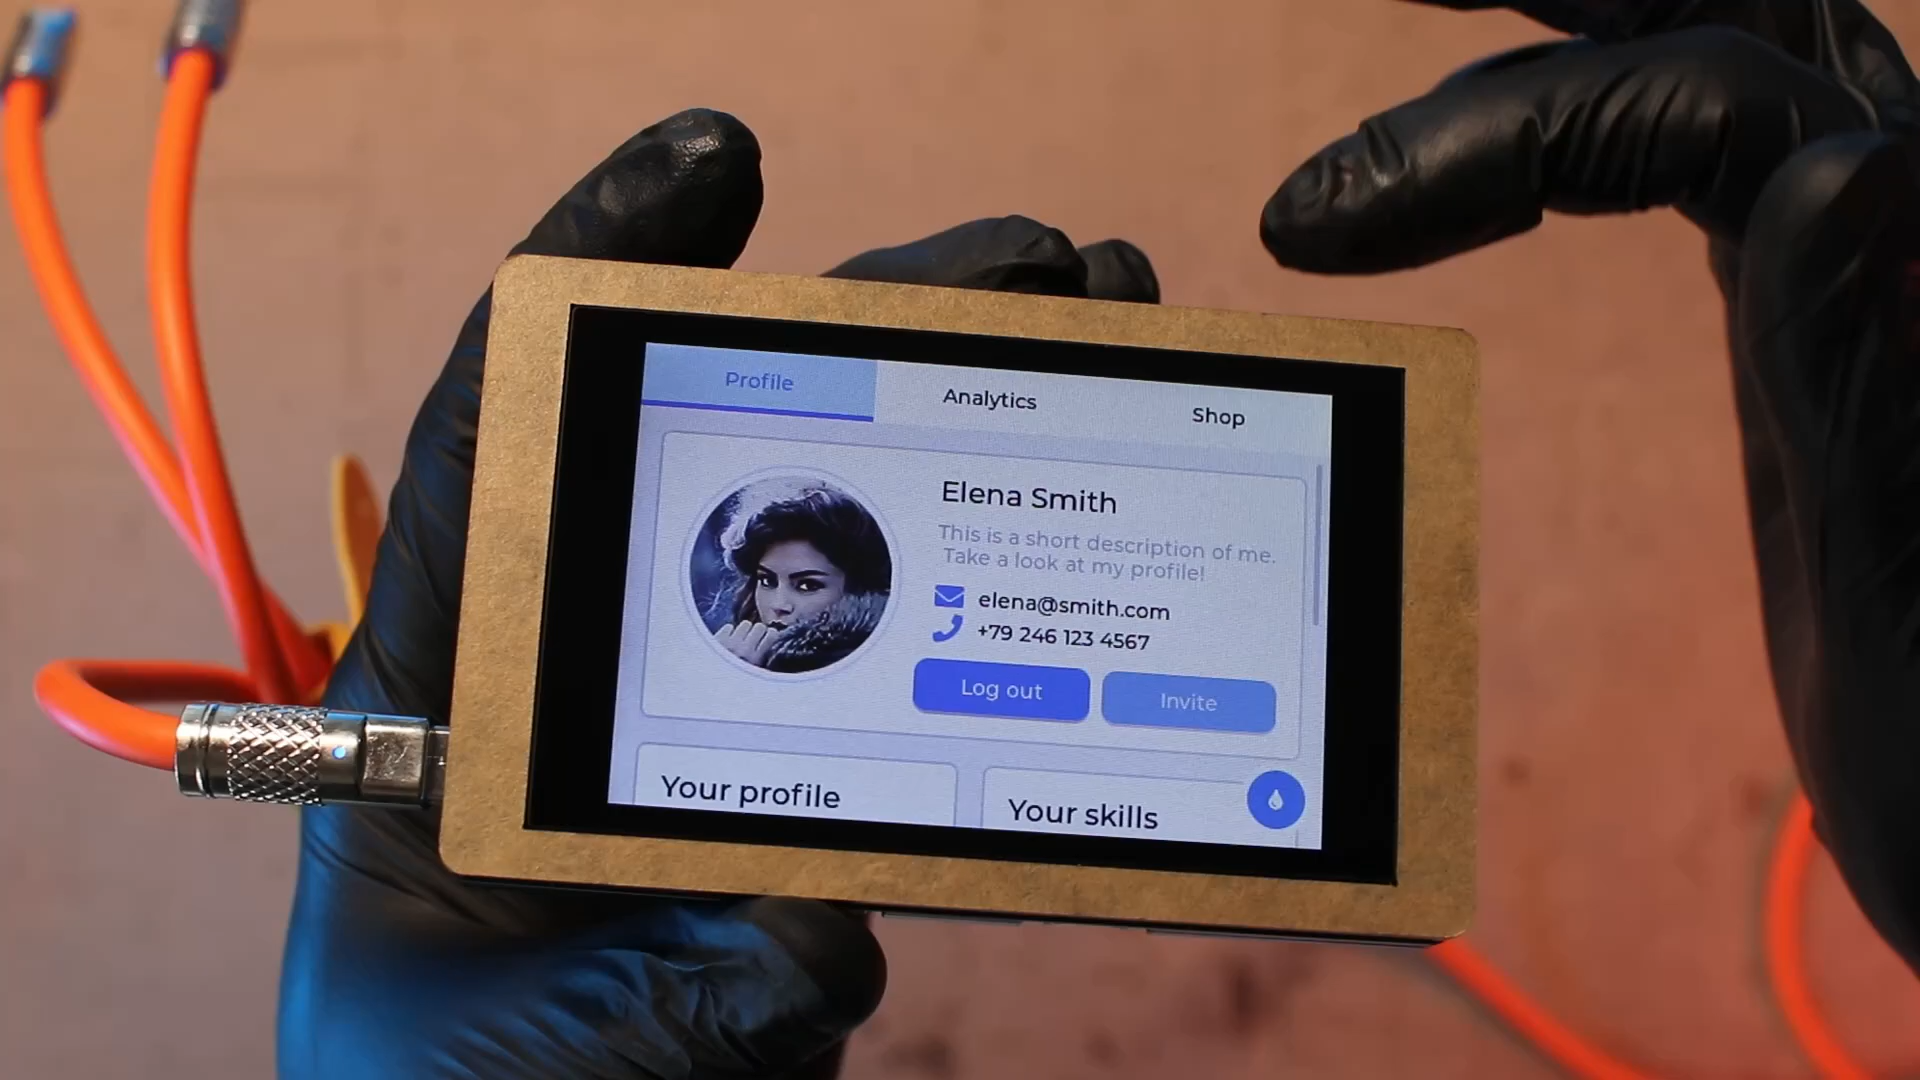 Profile
Analytics
Shop
Elena Smith
This is a short description of me.
Take a look at my profile!
elena@smith.com
+79 246 123 4567
Log out
Invite
Your profile
Your skills